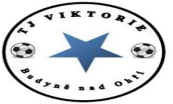 TJ VIKTORIE
Budyně nad Ohří